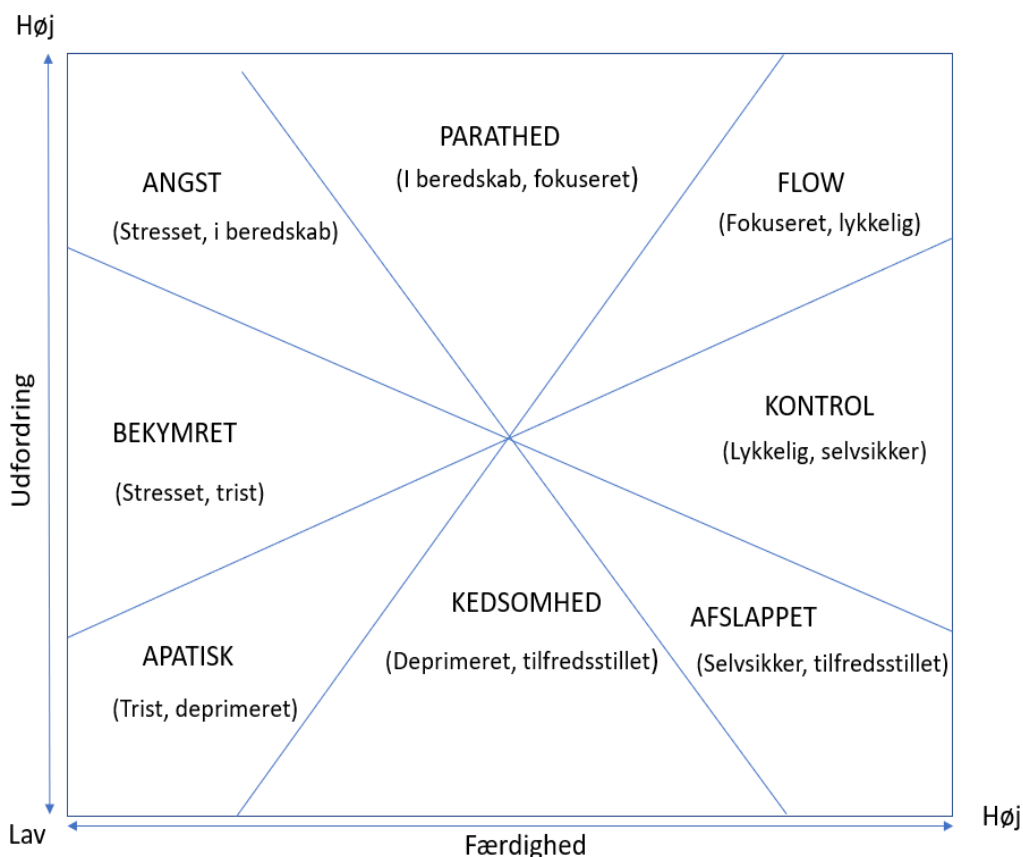 Høj
PARATHED
(I beredskab, fokuseret)
ANGST
(Stresset, i beredskab)
FLOW
(Fokuseret, lykkelig)
Udfordring
BEKYMRET
(Stresset, trist)
KONTROL
(Lykkelig, selvsikker)
KEDSOMHED
(Deprimeret, tilfredsstillet)
AFSLAPPET
(Selvsikker, tilfredsstillet)
APATISK
(Trist, deprimeret)
Lav
Færdighed
Høj